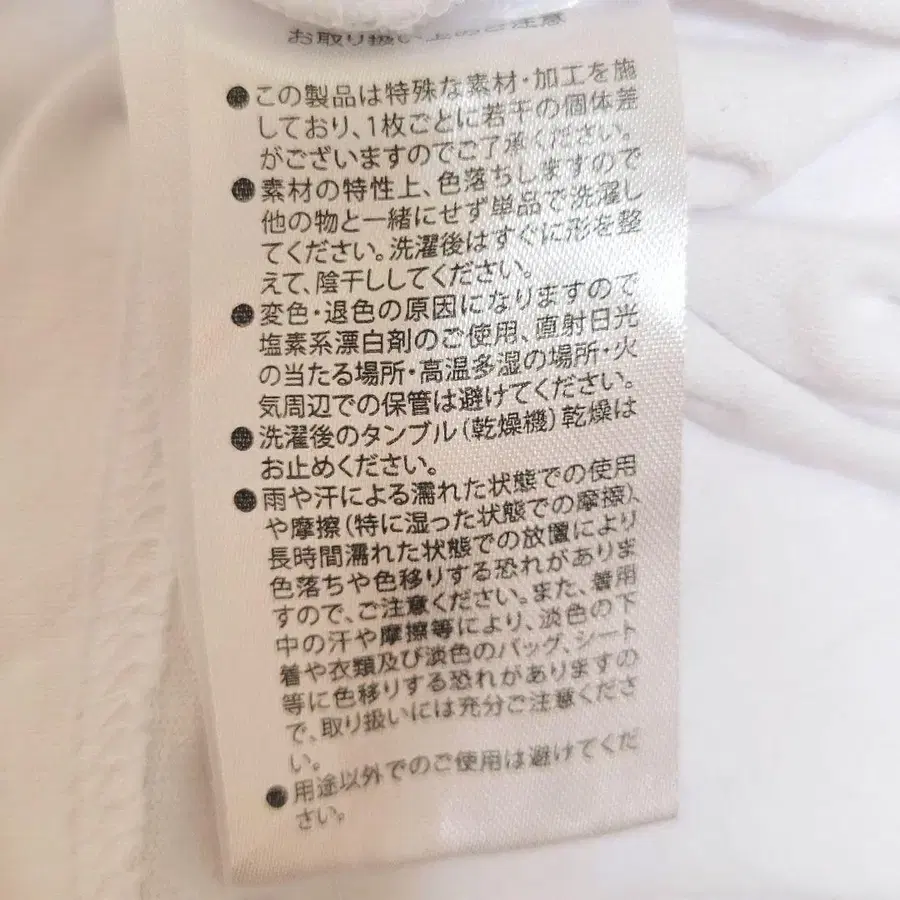 お取り扱い上のご注意
●この製品は特殊な素材・加工を施
しており、1枚ごとに若干の個体差
がございますのでご了承ください。
●素材の特性上、色落ちしますので
他の物と一緒にせず単品で洗濯し
てください。洗濯後はすぐに形を整
えて、陰干ししてください。
●変色・退色の原因になりますので
塩素系漂白剤のご使用、直射日光
の当たる場所・高温多湿の場所・火
気周辺での保管は避けてください。
●洗濯後のタンブル(乾燥機)乾燥は
お止めください。
●雨や汗による濡れた状態での使用
や摩擦(特に湿った状態での摩擦)、
長時間濡れた状態での放置により
色落ちや色移りする恐れがありま
すので、ご注意ください。また、着用
中の汗や摩擦等により、淡色の下
着や衣類及び淡色のバッグ、シート
等に色移りする恐れがありますの
で、取り扱いには充分ご注意くださ
い。
●用途以外でのご使用は避けてくだ
さい。